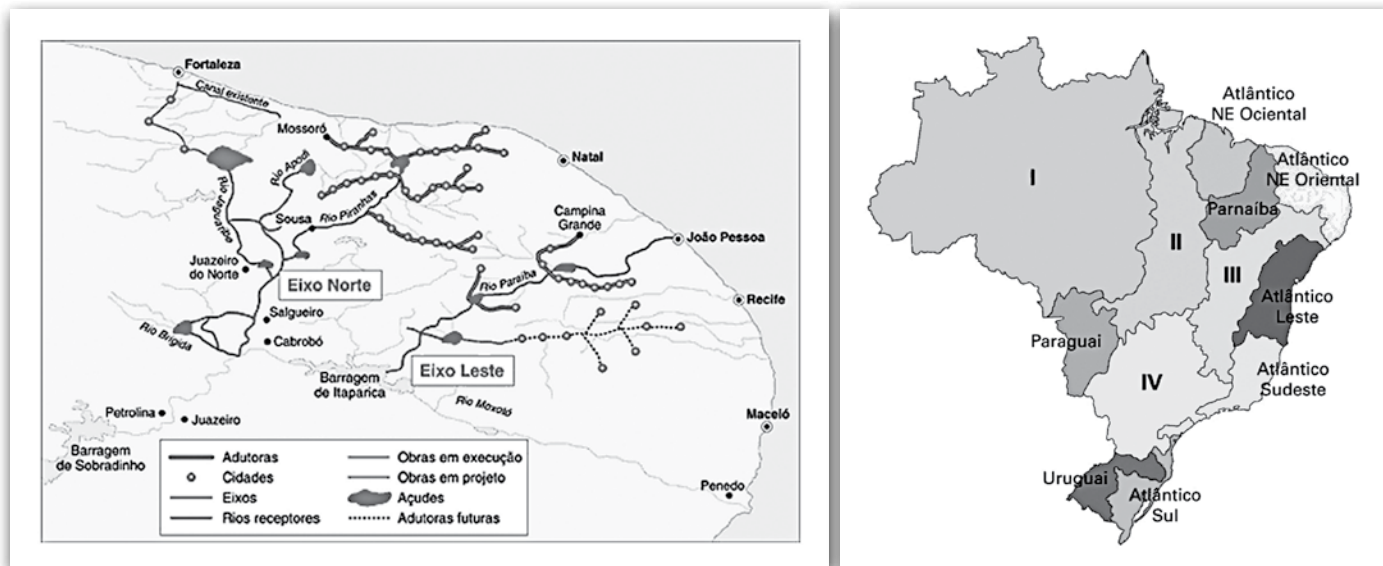 Fortaleza
Canal existente
Mossoró
Natal
Rio Apodi
Rio Jaguaribe
Sousa
Rio Piranhas
Campina
Grande
João Pessoa
Juazeiro
do Norte
Eixo Norte
Rio Paraíba
Recife
Salgueiro
Rio Brígida
Cabrobó
Eixo Leste
Barragem
de Itaparica
Rio Moxotó
Maceió
Petrolina
Juazeiro
Barragem
de Sobradinho
Penedo
Adutoras
Cidades
Eixos
Rios receptores
Obras em execução
Obras em projeto
Açudes
Adutoras futuras
Atlântico
NE Ociental
Atlântico
NE Oriental
I
Parnaíba
II
III
Atlântico
Leste
Paraguai
IV
Atlântico
Sudeste
Uruguai
Atlântico
Sul